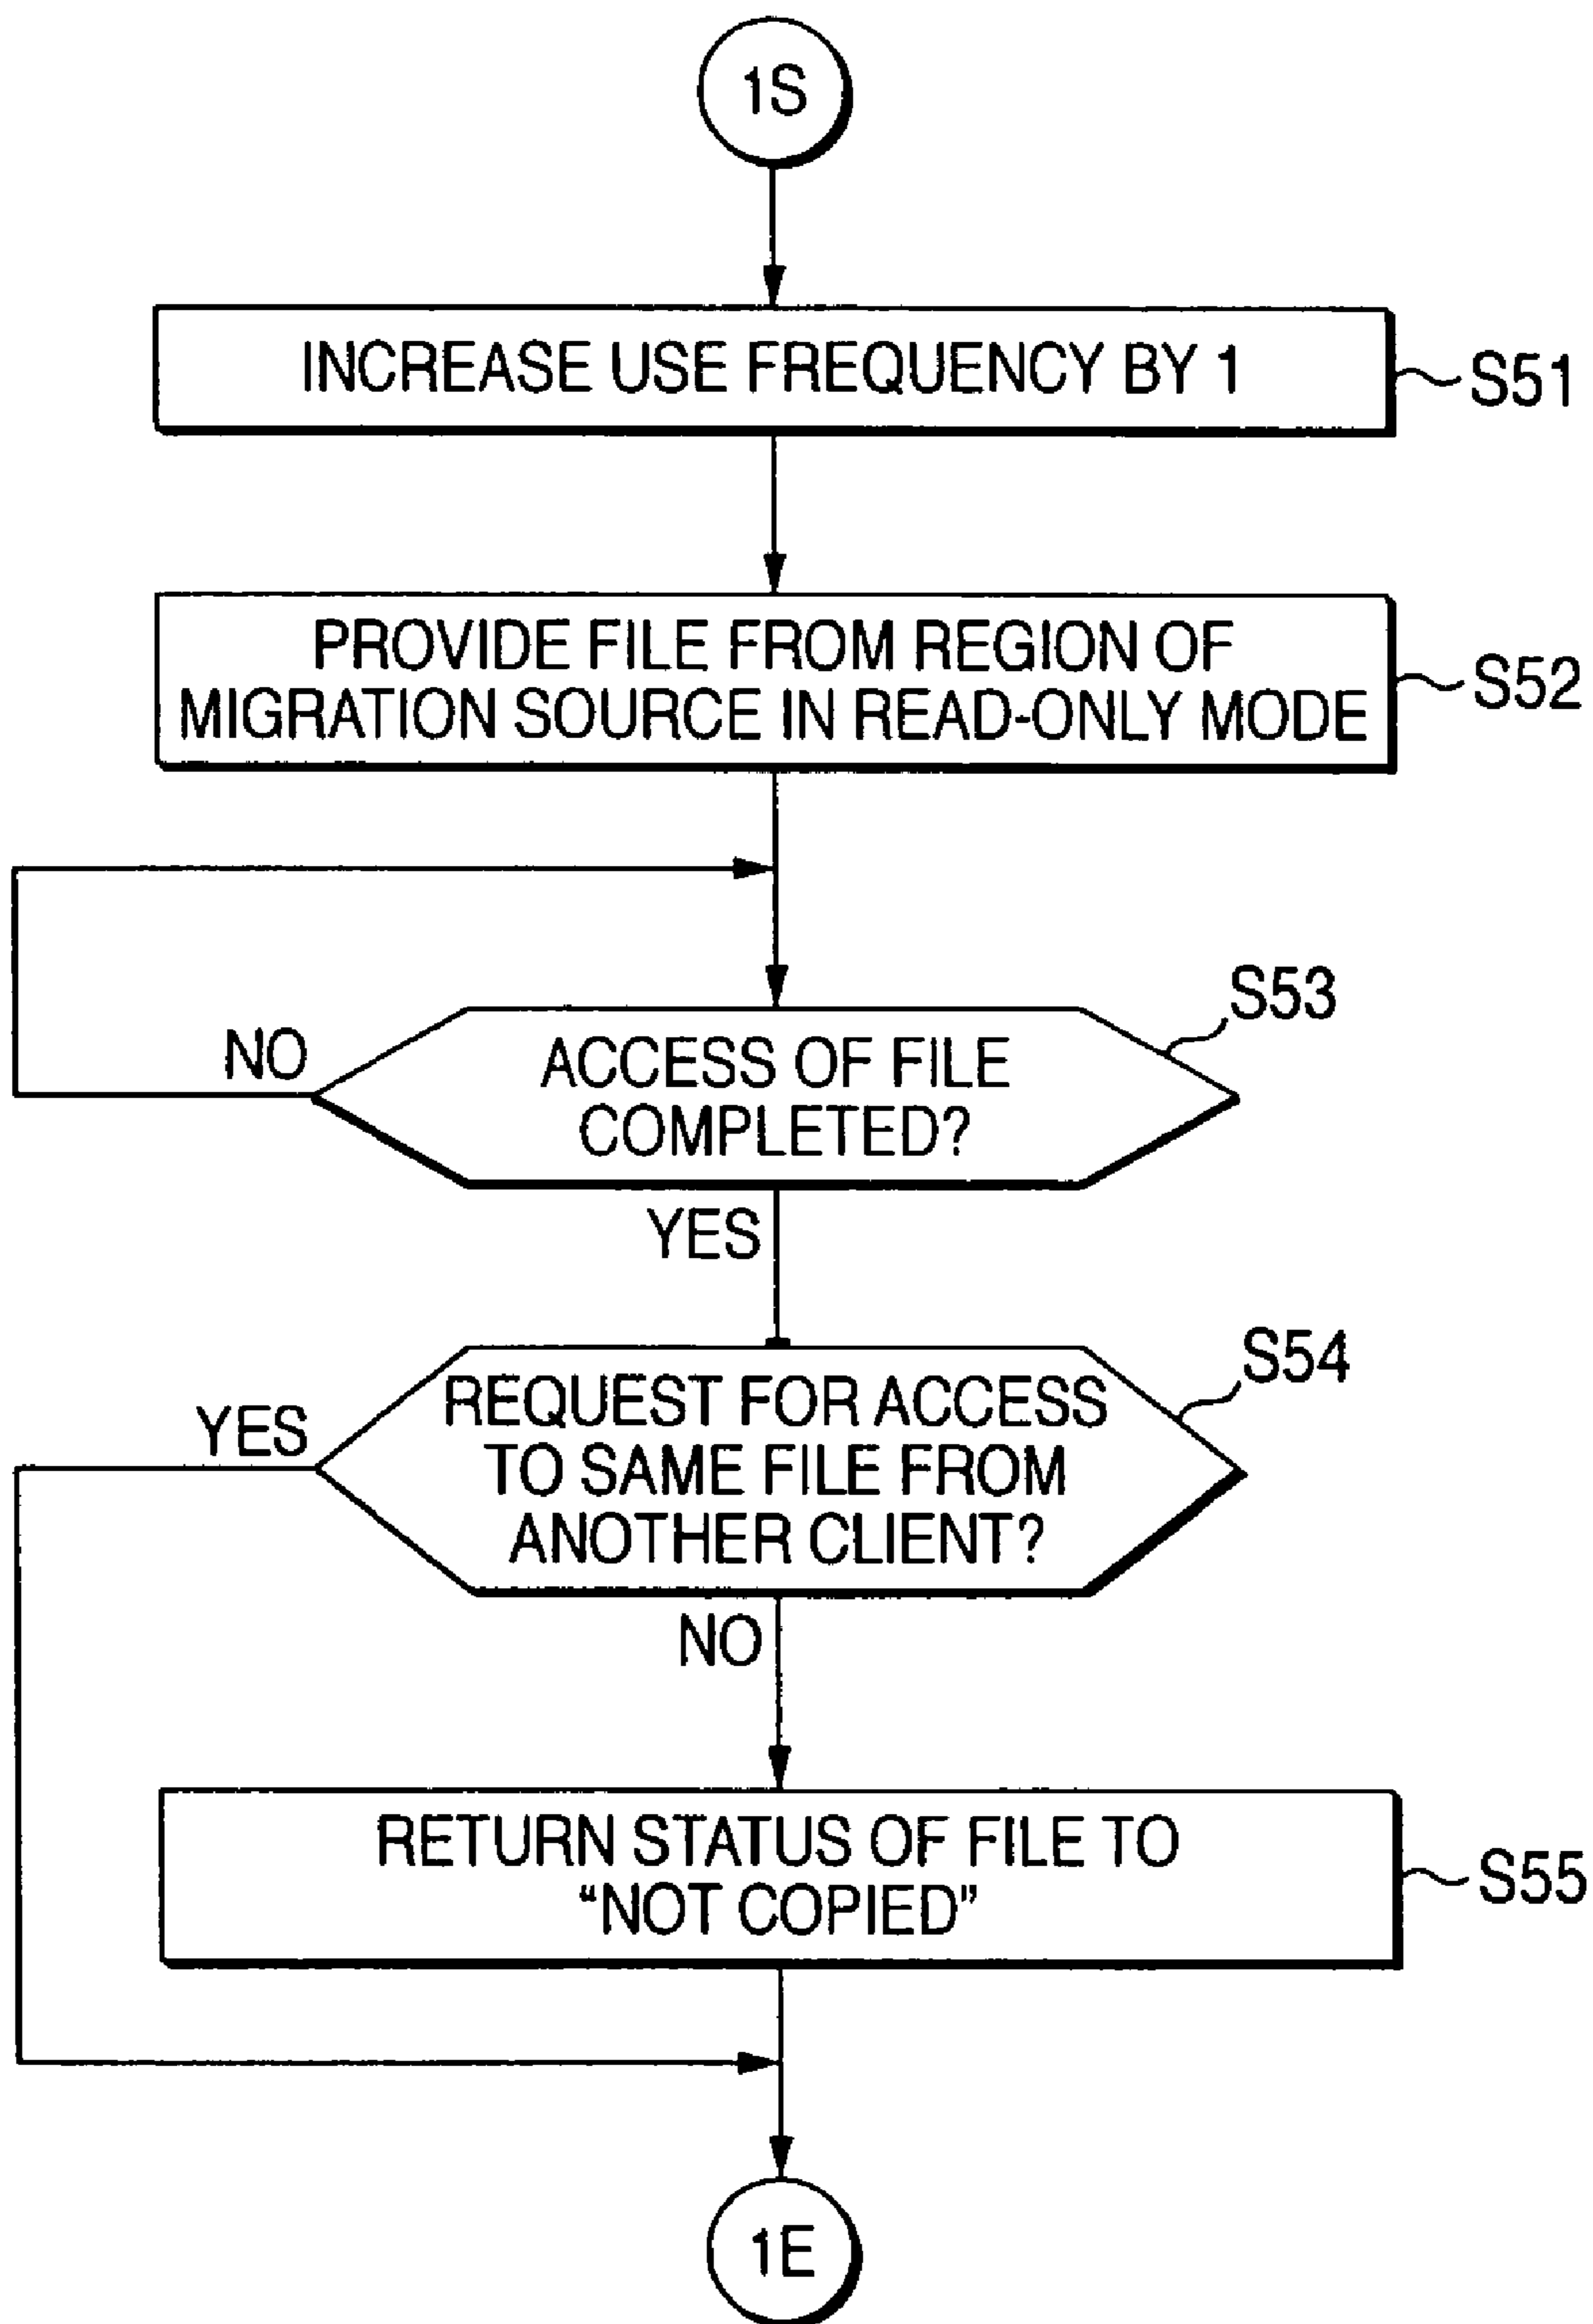 1S
INCREASE USE FREQUENCY BY 1
S51
PROVIDE FILE FROM REGION OF
MIGRATION SOURCE IN READ-ONLY MODE
S52
S53
NO
ACCESS OF FILE
COMPLETED?
YES
S54
YES
REQUEST FOR ACCESS
TO SAME FILE FROM
ANOTHER CLIENT?
NO
RETURN STATUS OF FILE TO
“NOT COPIED”
S55
1E